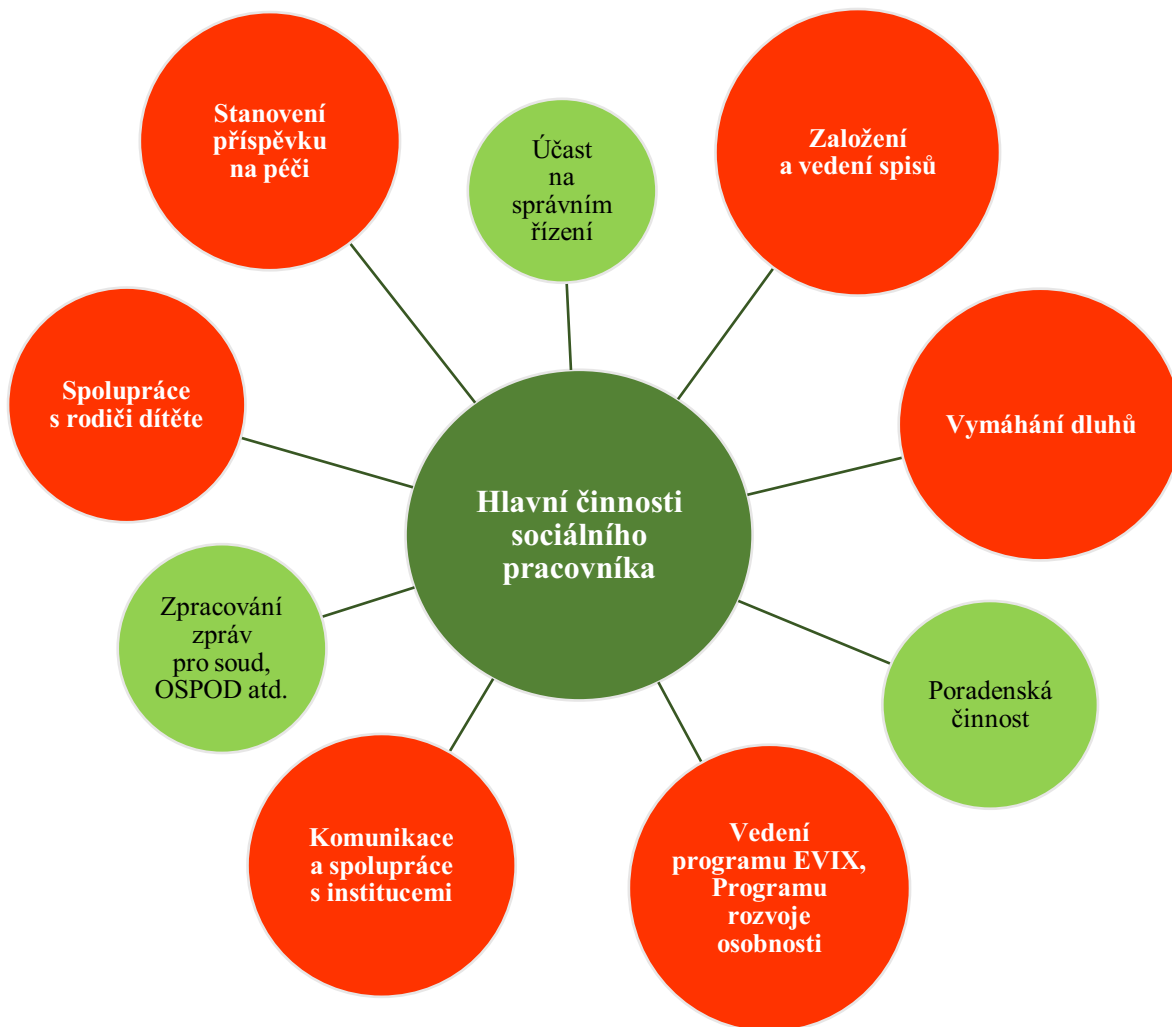 Stanovení
příspěvku
na péči
Účast
na
správním
řízení
Založení
a vedení spisů
Spolupráce
s rodiči dítěte
Vymáhání dluhů
Hlavní činnosti
sociálního
pracovníka
Zpracování
zpráv
pro soud,
OSPOD atd.
Poradenská
činnost
Komunikace
a spolupráce
s institucemi
Vedení
programu EVIX,
Programu
rozvoje
osobnosti